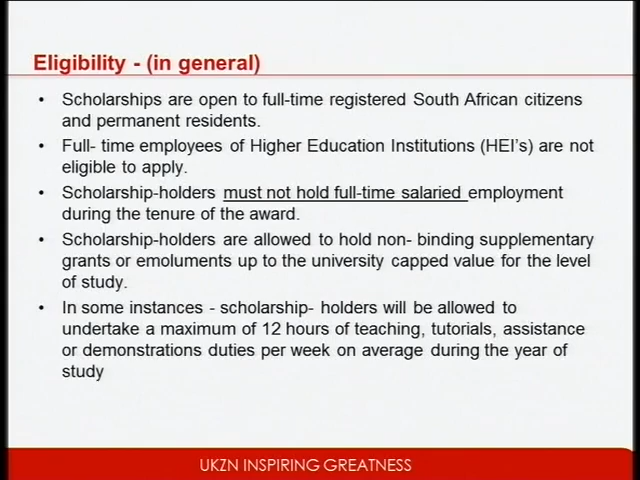 Eligibility - (in general)
• Scholarships are open to full-time registered South African citizens
and permanent residents.
• Full- time employees of Higher Education Institutions (HEI's) are not
eligible to apply.
• Scholarship-holders must not hold full-time salaried employment
during the tenure of the award.
• Scholarship-holders are allowed to hold non- binding supplementary
grants or emoluments up to the university capped value for the level
of study.
• In some instances - scholarship- holders will be allowed to
undertake a maximum of 12 hours of teaching, tutorials, assistance
or demonstrations duties per week on average during the year of
study
UKZN INSPIRING GREATNESS